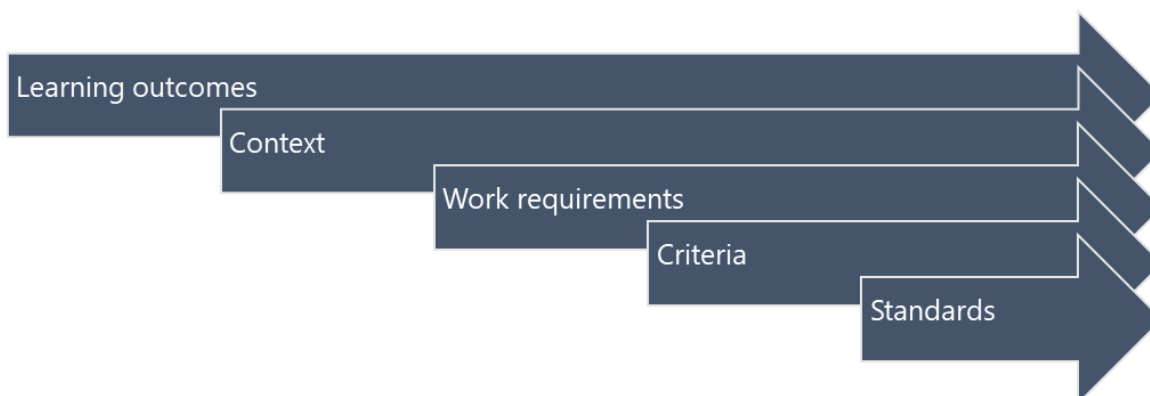 Learning outcomes
Context
Work requirements
Criteria
Standards